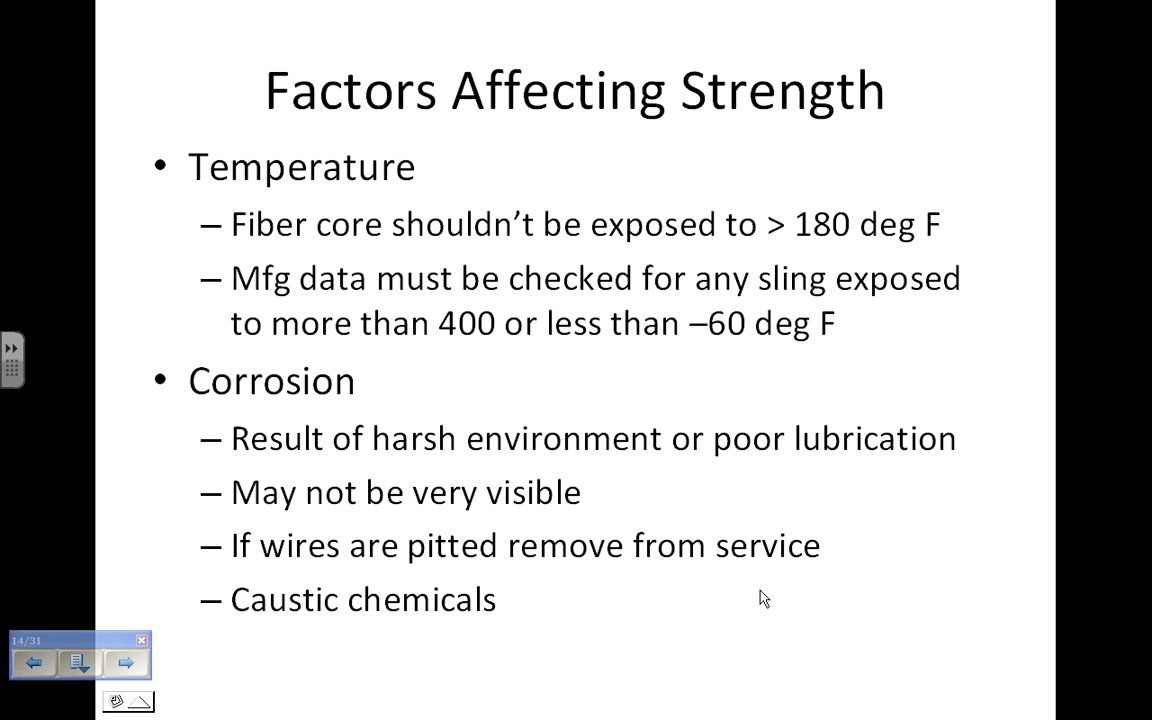 Factors Affecting Strength
• Temperature
– Fiber core shouldn’t be exposed to > 180 deg F
– Mfg data must be checked for any sling exposed
to more than 400 or less than –60 deg F
• Corrosion
– Result of harsh environment or poor lubrication
– May not be very visible
– If wires are pitted remove from service
– Caustic chemicals
14/31